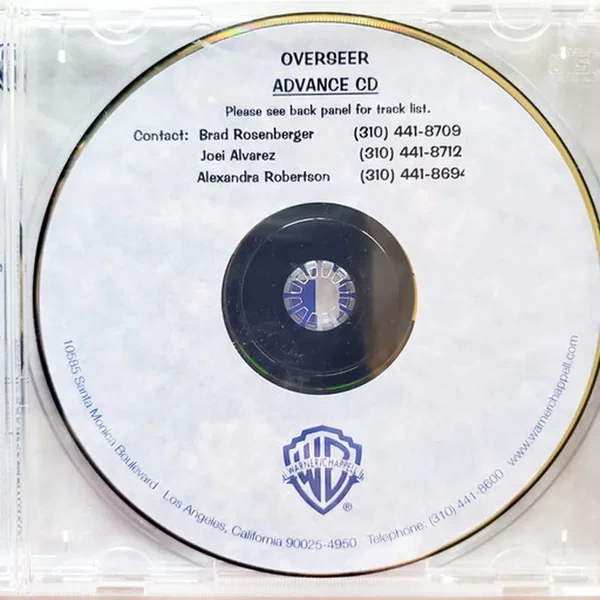 OVERSEER
ADVANCE CD
Please see back panel for track list.
Contact: Brad Rosenberger (310) 441-8709
Joei Alvarez (310) 441-8712
Alexandra Robertson (310) 441-8694
WB
WARNER/CHAPPELL
®
10585 Santa Monica Boulevard Los Angeles, California 90025-4950 Telephone: (310) 441-8600 www.warnerchappell.com